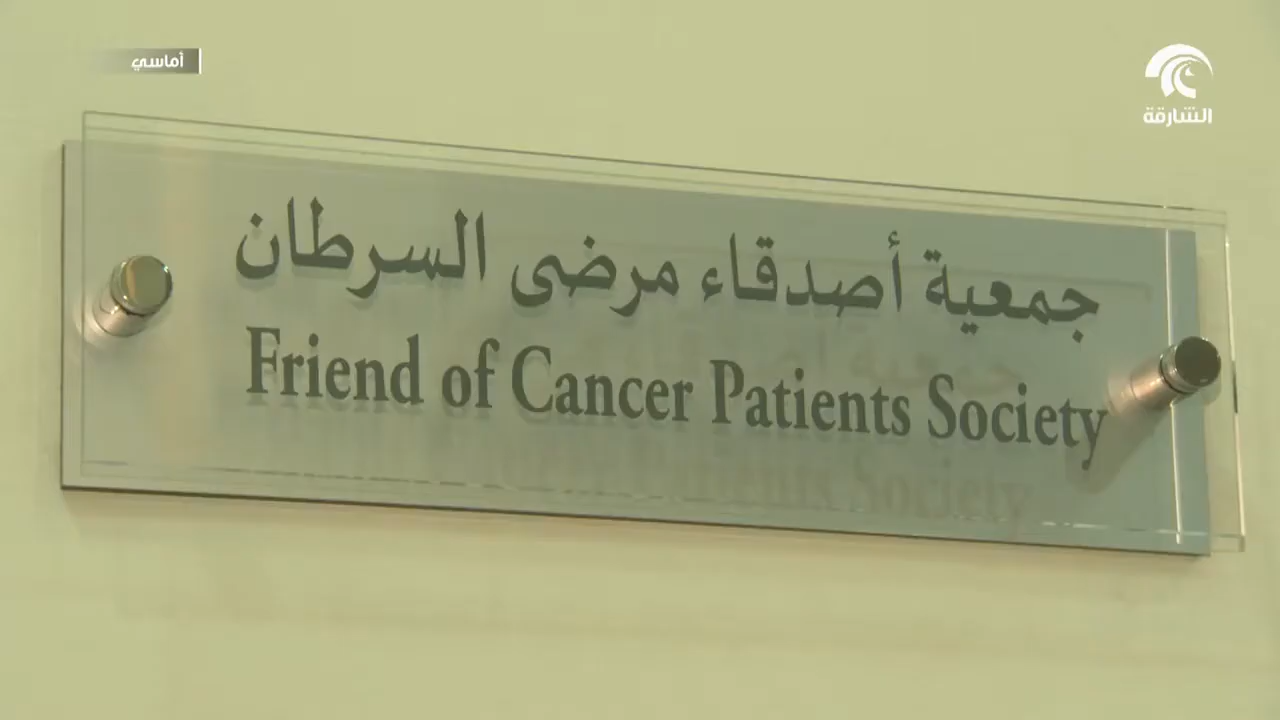 أماسي
الشارقة
جمعية أصدقاء مرضى السرطان
Friend of Cancer Patients Society